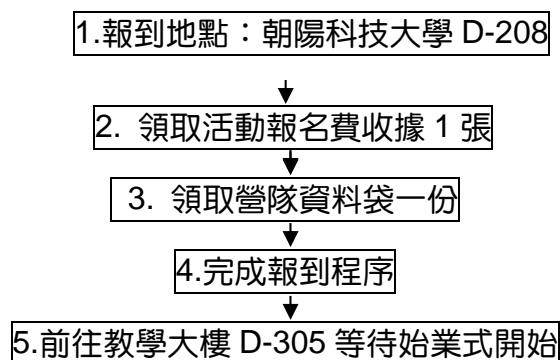 1.報到地點：朝陽科技大學 D-208
2. 領取活動報名費收據 1 張
3. 領取營隊資料袋一份
4.完成報到程序
5.前往教學大樓 D-305 等待始業式開始